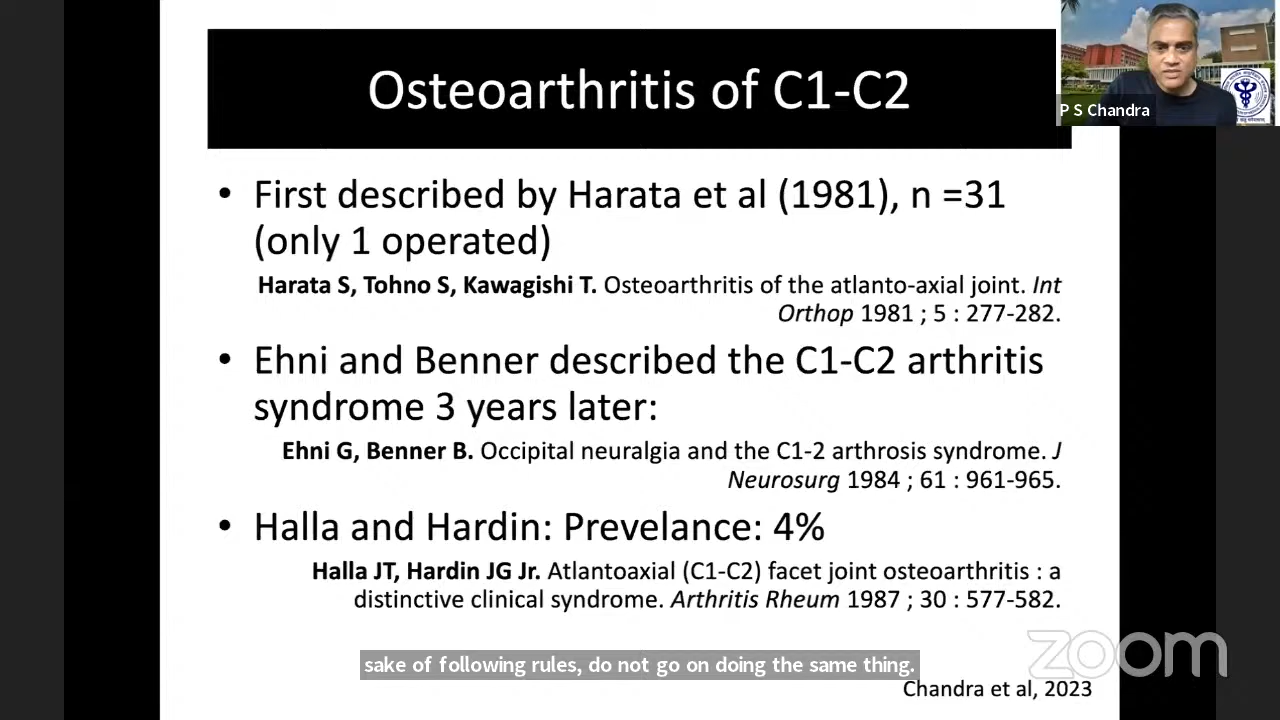 Osteoarthritis of C1-C2
P S Chandra
• First described by Harata et al (1981), n =31
(only 1 operated)
Harata S, Tohno S, Kawagishi T. Osteoarthritis of the atlanto-axial joint. Int
Orthop 1981 ; 5 : 277-282.
• Ehni and Benner described the C1-C2 arthritis
syndrome 3 years later:
Ehni G, Benner B. Occipital neuralgia and the C1-2 arthrosis syndrome. J
Neurosurg 1984 ; 61 : 961-965.
• Halla and Hardin: Prevelance: 4%
Halla JT, Hardin JG Jr. Atlantoaxial (C1-C2) facet joint osteoarthritis : a
distinctive clinical syndrome. Arthritis Rheum 1987 ; 30 : 577-582.
sake of following rules, do not go on doing the same thing.
zoom
Chandra et al, 2023